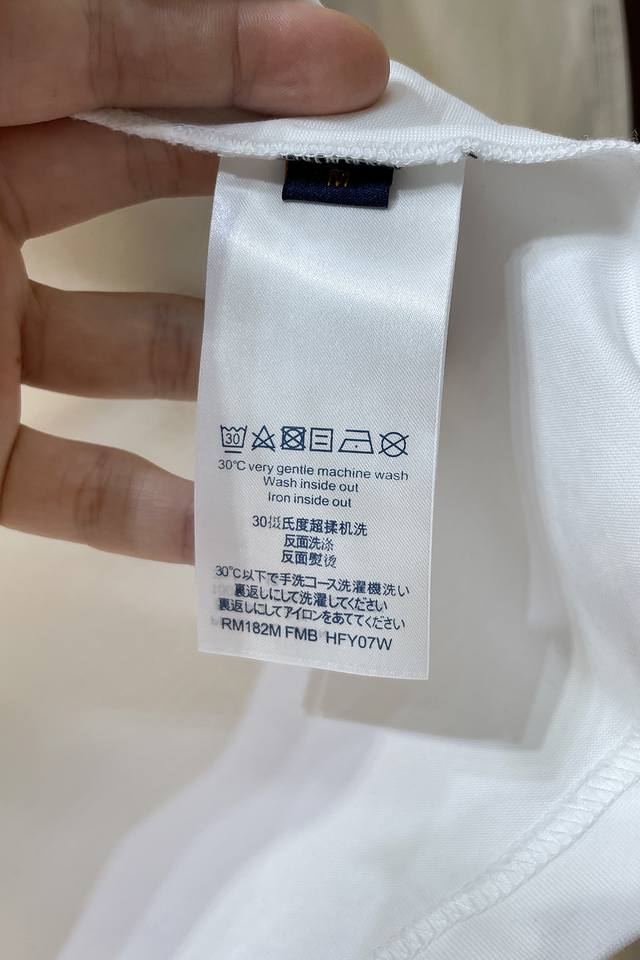 M
30
30℃ very gentle machine wash
Wash inside out
Iron inside out
30摄氏度超揉机洗
反面洗涤
反面熨烫
30℃以下で手洗コース洗濯機洗い
裏返しにして洗濯してください
裏返しにしてアイロンをあててください
RM182M FMB HFY07W